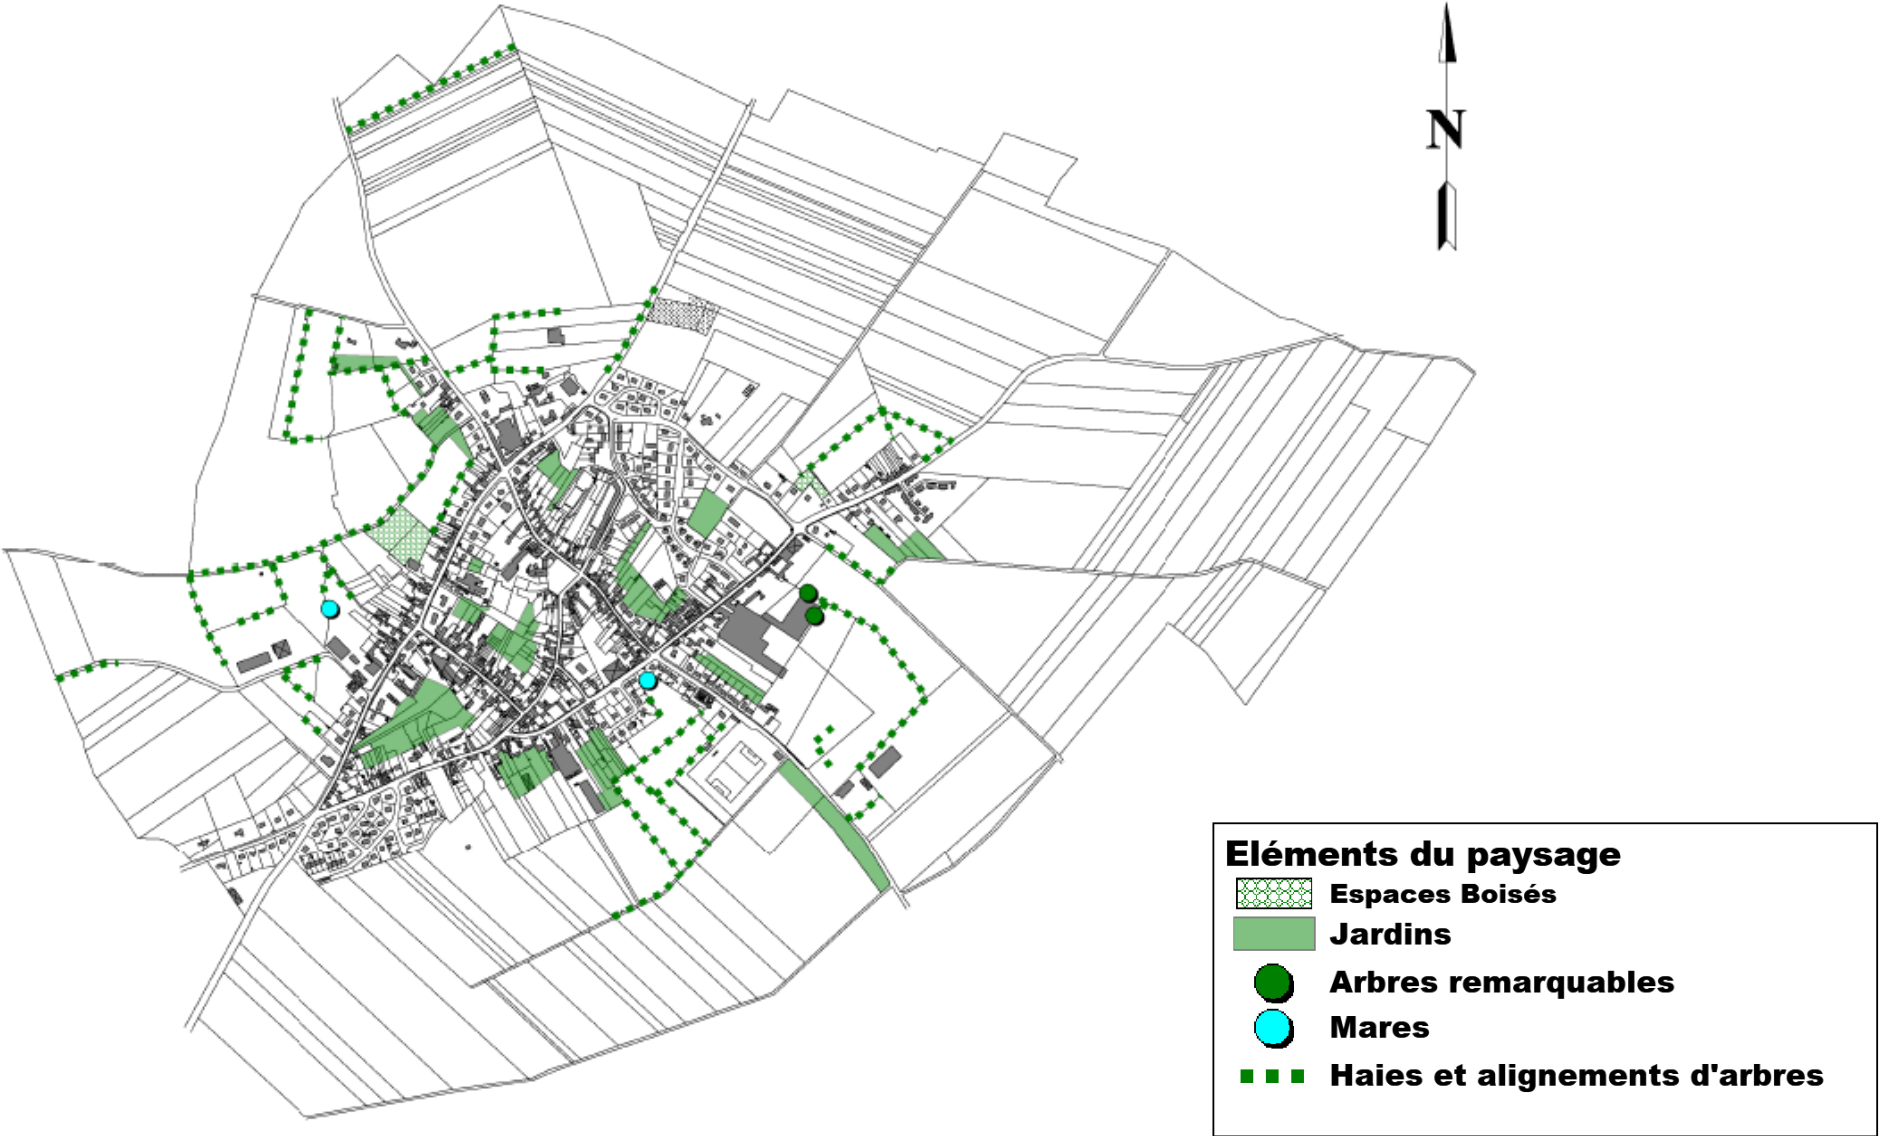 N
Eléments du paysage
Espaces Boisés
Jardins
Arbres remarquables
Mares
Haies et alignements d'arbres